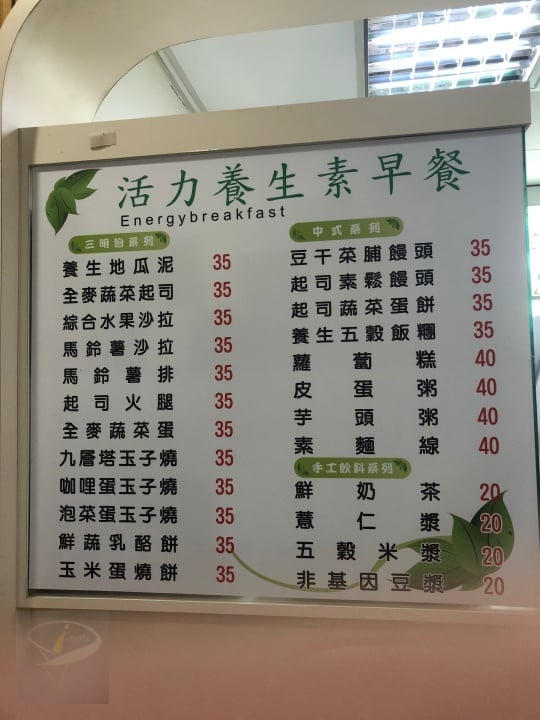 活力養生素早餐
Energybreakfast
三明治系列
養生地瓜泥 35
全麥蔬菜起司 35
綜合水果沙拉 35
馬鈴薯沙拉 35
馬鈴薯排 35
起司火腿 35
全麥蔬菜蛋 35
九層塔玉子燒 35
咖哩蛋玉子燒 35
泡菜蛋玉子燒 35
鮮蔬乳酪餅 35
玉米蛋燒餅 35
中式系列
豆干菜脯饅頭 35
起司素鬆饅頭 35
起司蔬菜蛋餅 35
養生五穀飯糰 35
蘿蔔糕 40
皮蛋粥 40
芋頭粥 40
素麵線 40
手工飲料系列
鮮奶茶 20
薏仁漿 20
五穀米漿 20
非基因豆漿 20